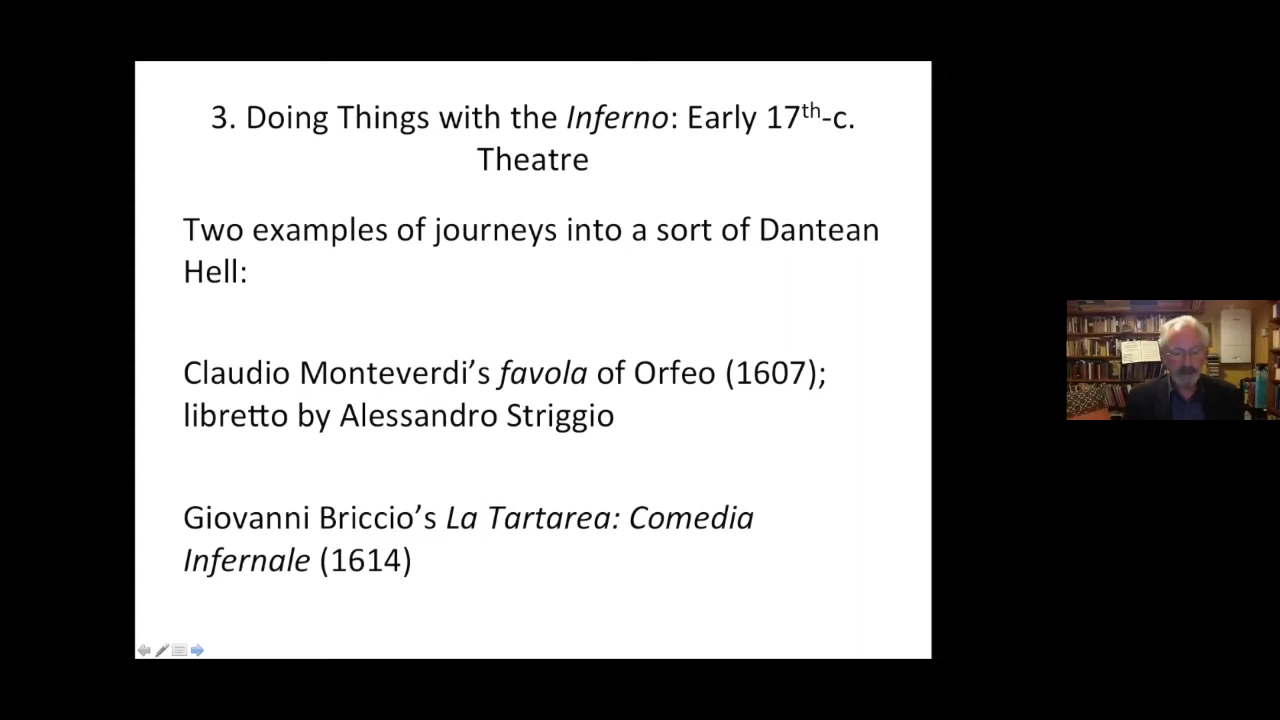 3. Doing Things with the Inferno: Early 17th-c.
Theatre
Two examples of journeys into a sort of Dantean
Hell:
Claudio Monteverdi’s favola of Orfeo (1607);
libretto by Alessandro Striggio
Giovanni Briccio’s La Tartarea: Comedia
Infernale (1614)